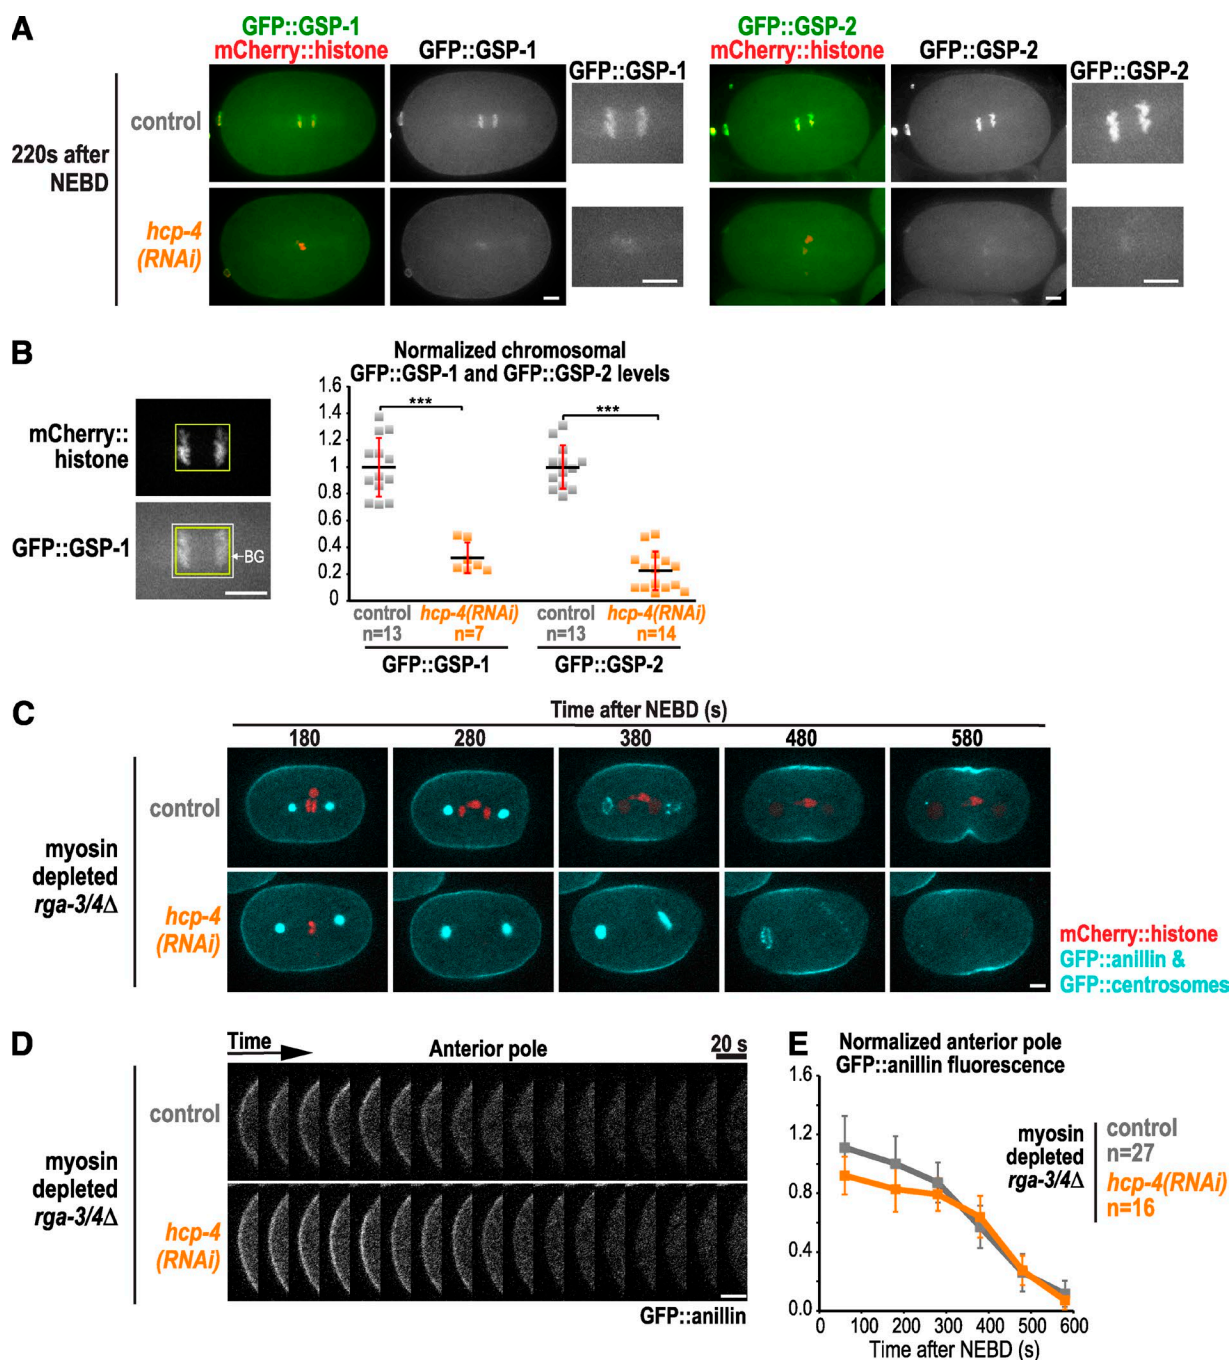 A
GFP::GSP-1
mCherry::histone
GFP::GSP-1
GFP::GSP-1
GFP::GSP-2
mCherry::histone
GFP::GSP-2
GFP::GSP-2
220s after
NEBD
control
hcp-4
(RNAi)
B
mCherry::
histone
GFP::GSP-1
BG
Normalized chromosomal
GFP::GSP-1 and GFP::GSP-2 levels
1.6
1.4
1.2
1
0.8
0.6
0.4
0.2
0
***
***
control
n=13
hcp-4(RNAi)
n=7
control
n=13
hcp-4(RNAi)
n=14
GFP::GSP-1
GFP::GSP-2
C
Time after NEBD (s)
180
280
380
480
580
myosin
depleted
rga-3/4Δ
control
hcp-4
(RNAi)
mCherry::histone
GFP::anillin &
GFP::centrosomes
D
Time
Anterior pole
20 s
myosin
depleted
rga-3/4Δ
control
hcp-4
(RNAi)
GFP::anillin
E
Normalized anterior pole
GFP::anillin fluorescence
1.6
1.2
0.8
0.4
0.0
0
100
200
300
400
500
600
Time after NEBD (s)
myosin
depleted
rga-3/4Δ
control
n=27
hcp-4(RNAi)
n=16